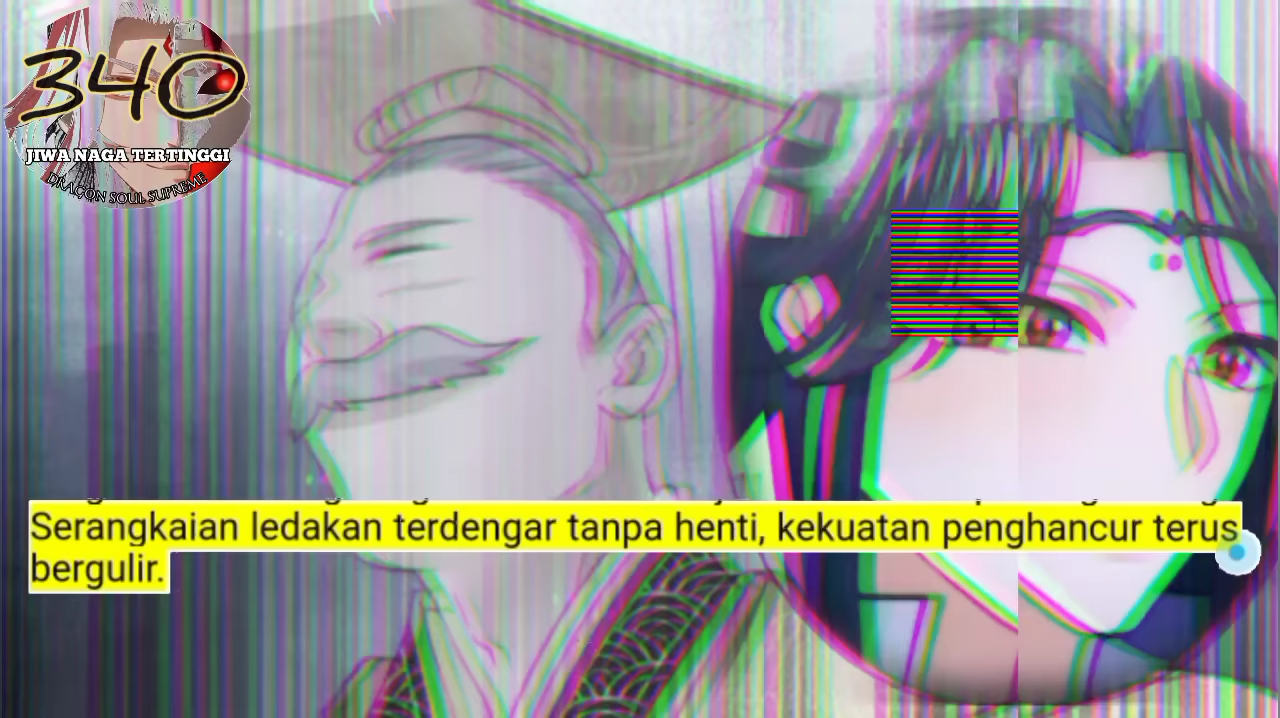 340
JIWA NAGA TERTINGGI
DRAGON SOUL SUPREME
Serangkaian ledakan terdengar tanpa henti, kekuatan penghancur terus
bergulir.